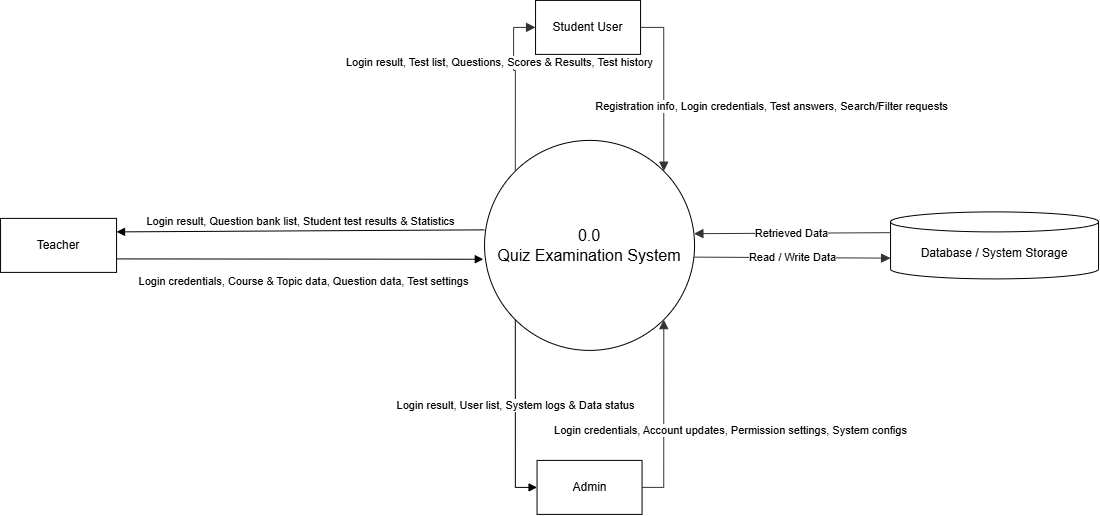 Student User
Login result, Test list, Questions, Scores & Results, Test history
Registration info, Login credentials, Test answers, Search/Filter requests
Login result, Question bank list, Student test results & Statistics
Teacher
Login credentials, Course & Topic data, Question data, Test settings
0.0
Quiz Examination System
Retrieved Data
Read / Write Data
Database / System Storage
Login result, User list, System logs & Data status
Login credentials, Account updates, Permission settings, System configs
Admin